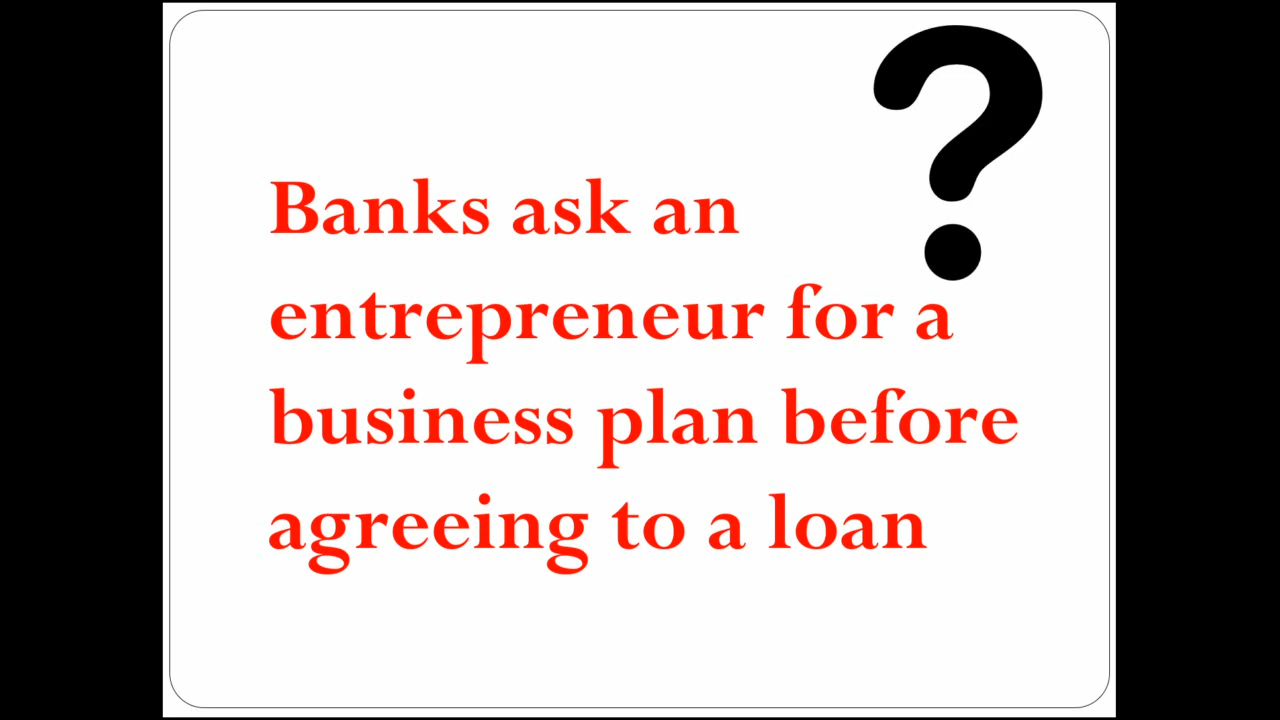 ?
Banks ask an
entrepreneur for a
business plan before
agreeing to a loan